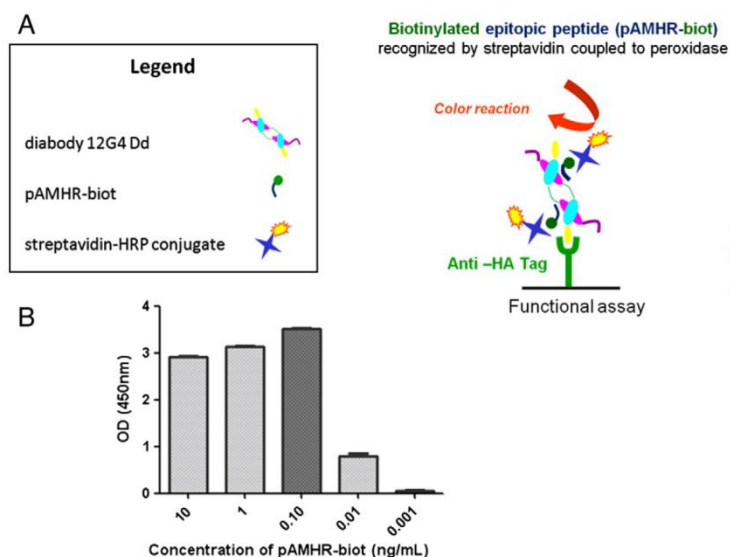 A
Legend
diabody 12G4 Dd
pAMHR-biot
streptavidin-HRP conjugate
Biotinylated epitopic peptide (pAMHR-biot)
recognized by streptavidin coupled to peroxidase
Color reaction
Anti –HA Tag
Functional assay
B
OD (450nm)
4
3
2
1
0
10
1
0.10
0.01
0.001
Concentration of pAMHR-biot (ng/mL)